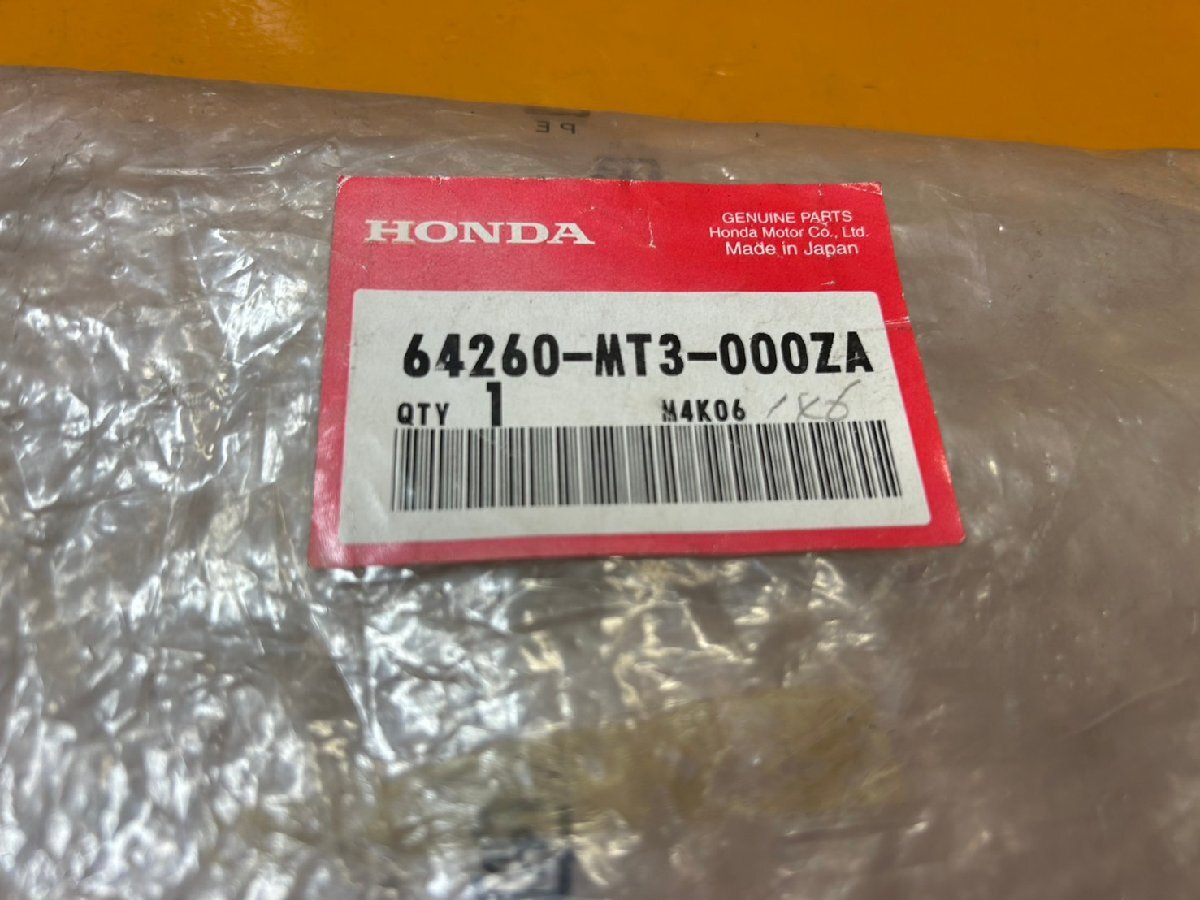 PE
HONDA
GENUINE PARTS
Honda Motor Co., Ltd.
Made in Japan
64260-MT3-000ZA
QTY 1 M4K06